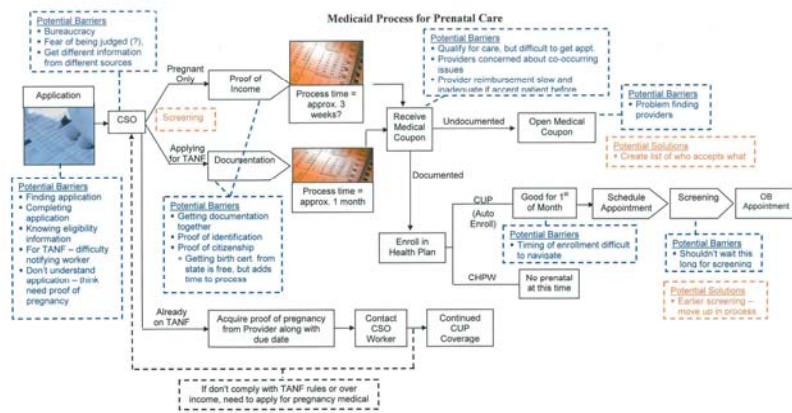 Medicaid Process for Prenatal Care
Potential Barriers
• Bureaucracy
• Fear of being judged (?),
• Get different information
from different sources
Application
CSO
Pregnant
Only
Screening
Applying
for TANF
Proof of
Income
Documentation
Process time =
approx. 3
weeks?
Process time =
approx. 1 month
Potential Barriers
• Qualify for care, but difficult to get appt.
• Providers concerned about co-occurring
issues
• Provider reimbursement slow and
inadequate if accept patient before
Receive
Medical
Coupon
Undocumented
Open Medical
Coupon
Potential Barriers
• Problem finding
providers
Potential Solutions
• Create list of who accepts what
Documented
Potential Barriers
• Finding application
• Completing
application
• Knowing eligibility
information
• For TANF – difficulty
notifying worker
• Don't understand
application – think
need proof of
pregnancy
Potential Barriers
• Getting documentation
together
• Proof of identification
• Proof of citizenship
• Getting birth cert. from
state is free, but adds
time to process
Enroll in
Health Plan
CUP
(Auto
Enroll)
Good for 1st
of Month
Schedule
Appointment
Screening
OB
Appointment
Potential Barriers
• Timing of enrollment difficult
to navigate
Potential Barriers
• Shouldn't wait this
long for screening
Potential Solutions
• Earlier screening –
move up in process
CHPW
No prenatal
at this time
Already
on TANF
Acquire proof of pregnancy
from Provider along with
due date
Contact
CSO
Worker
Continued
CUP
Coverage
If don't comply with TANF rules or over
income, need to apply for pregnancy medical